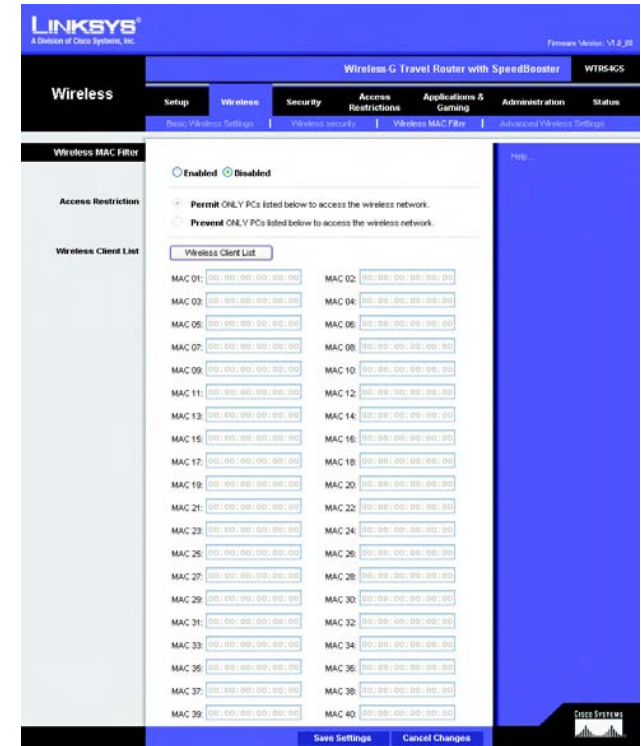 LINKSYS®
A Division of Cisco Systems, Inc.
Firmware Version: V1.0_
Wireless-G Travel Router with SpeedBooster WTR54GS
Wireless
Setup Wireless Security Access Restrictions Applications & Gaming Administration Status
Basic Wireless Settings | Wireless security | Wireless MAC Filter | Advanced Wireless Settings
Wireless MAC Filter
Help...
Enabled Disabled
Access Restriction
Permit ONLY PCs listed below to access the wireless network.
Prevent ONLY PCs listed below to access the wireless network.
Wireless Client List
Wireless Client List
MAC 01: 00:00:00:00:00:00 MAC 02: 00:00:00:00:00:00
MAC 03: 00:00:00:00:00:00 MAC 04: 00:00:00:00:00:00
MAC 05: 00:00:00:00:00:00 MAC 06: 00:00:00:00:00:00
MAC 07: 00:00:00:00:00:00 MAC 08: 00:00:00:00:00:00
MAC 09: 00:00:00:00:00:00 MAC 10: 00:00:00:00:00:00
MAC 11: 00:00:00:00:00:00 MAC 12: 00:00:00:00:00:00
MAC 13: 00:00:00:00:00:00 MAC 14: 00:00:00:00:00:00
MAC 15: 00:00:00:00:00:00 MAC 16: 00:00:00:00:00:00
MAC 17: 00:00:00:00:00:00 MAC 18: 00:00:00:00:00:00
MAC 19: 00:00:00:00:00:00 MAC 20: 00:00:00:00:00:00
MAC 21: 00:00:00:00:00:00 MAC 22: 00:00:00:00:00:00
MAC 23: 00:00:00:00:00:00 MAC 24: 00:00:00:00:00:00
MAC 25: 00:00:00:00:00:00 MAC 26: 00:00:00:00:00:00
MAC 27: 00:00:00:00:00:00 MAC 28: 00:00:00:00:00:00
MAC 29: 00:00:00:00:00:00 MAC 30: 00:00:00:00:00:00
MAC 31: 00:00:00:00:00:00 MAC 32: 00:00:00:00:00:00
MAC 33: 00:00:00:00:00:00 MAC 34: 00:00:00:00:00:00
MAC 35: 00:00:00:00:00:00 MAC 36: 00:00:00:00:00:00
MAC 37: 00:00:00:00:00:00 MAC 38: 00:00:00:00:00:00
MAC 39: 00:00:00:00:00:00 MAC 40: 00:00:00:00:00:00
Save Settings Cancel Changes
CISCO SYSTEMS